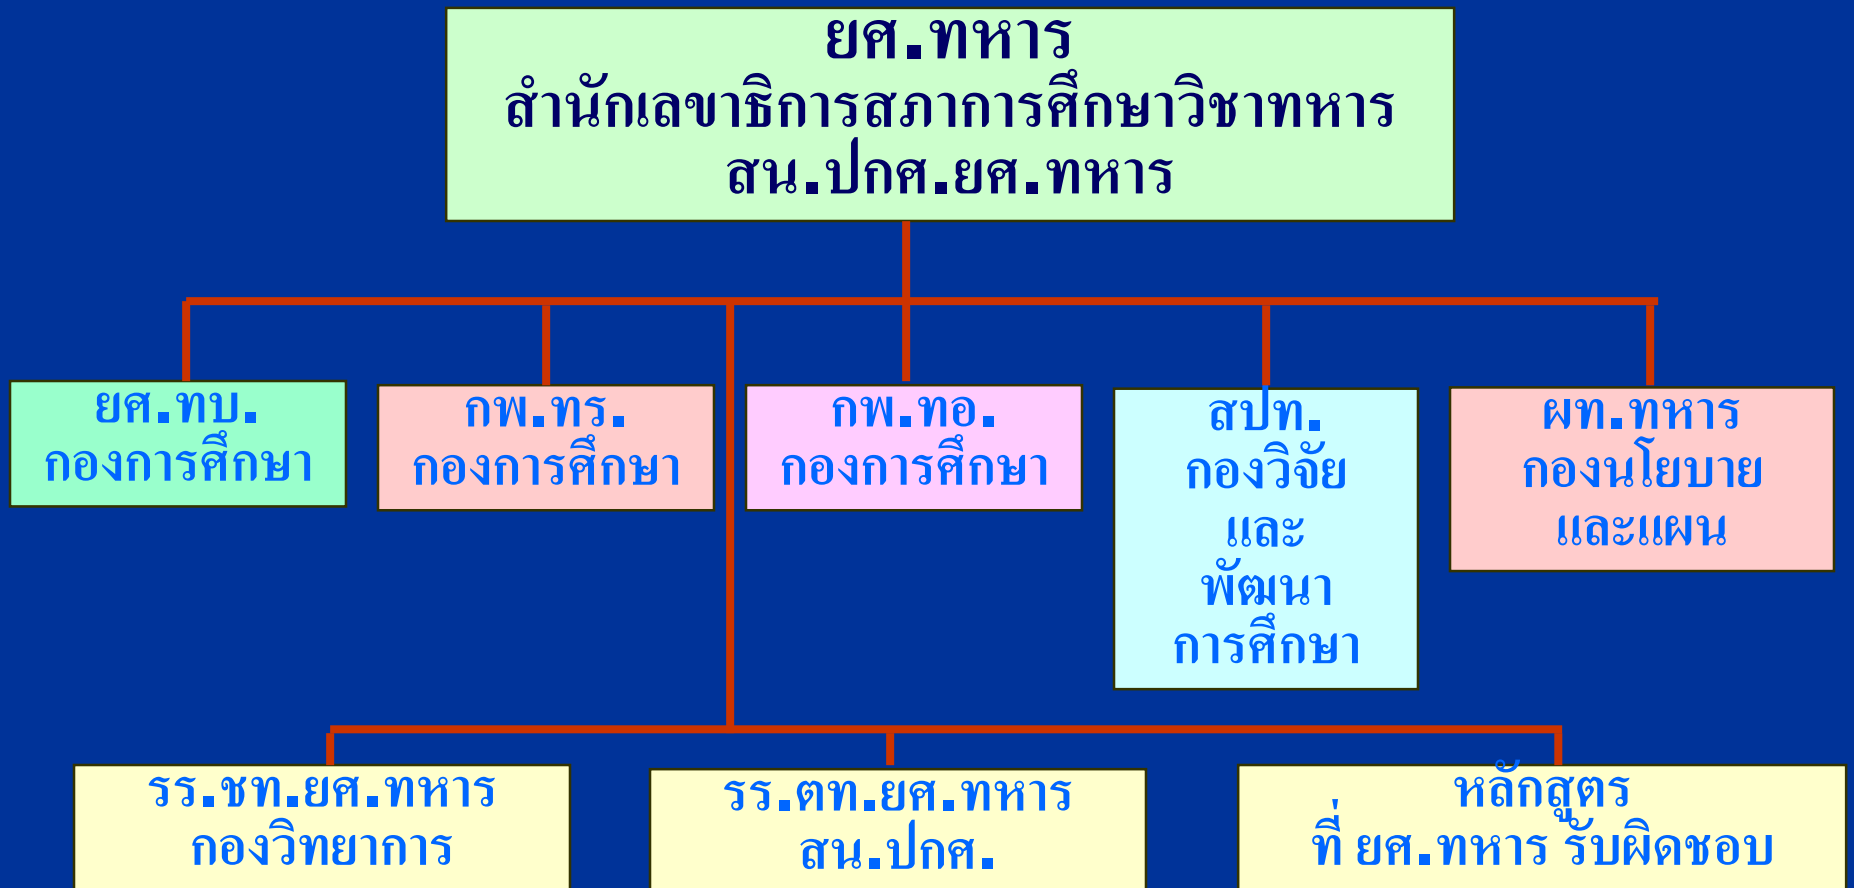 ยศ.ทหาร
สำนักเลขาธิการสภาการศึกษาวิชาทหาร
สน.ปกศ.ยศ.ทหาร
ยศ.ทบ.
กองการศึกษา
กพ.ทร.
กองการศึกษา
กพ.ทอ.
กองการศึกษา
สปท.
กองวิจัย
และ
พัฒนา
การศึกษา
ผท.ทหาร
กองนโยบาย
และแผน
รร.ชท.ยศ.ทหาร
กองวิทยาการ
รร.ตท.ยศ.ทหาร
สน.ปกศ.
หลักสูตร
ที่ ยศ.ทหาร รับผิดชอบ